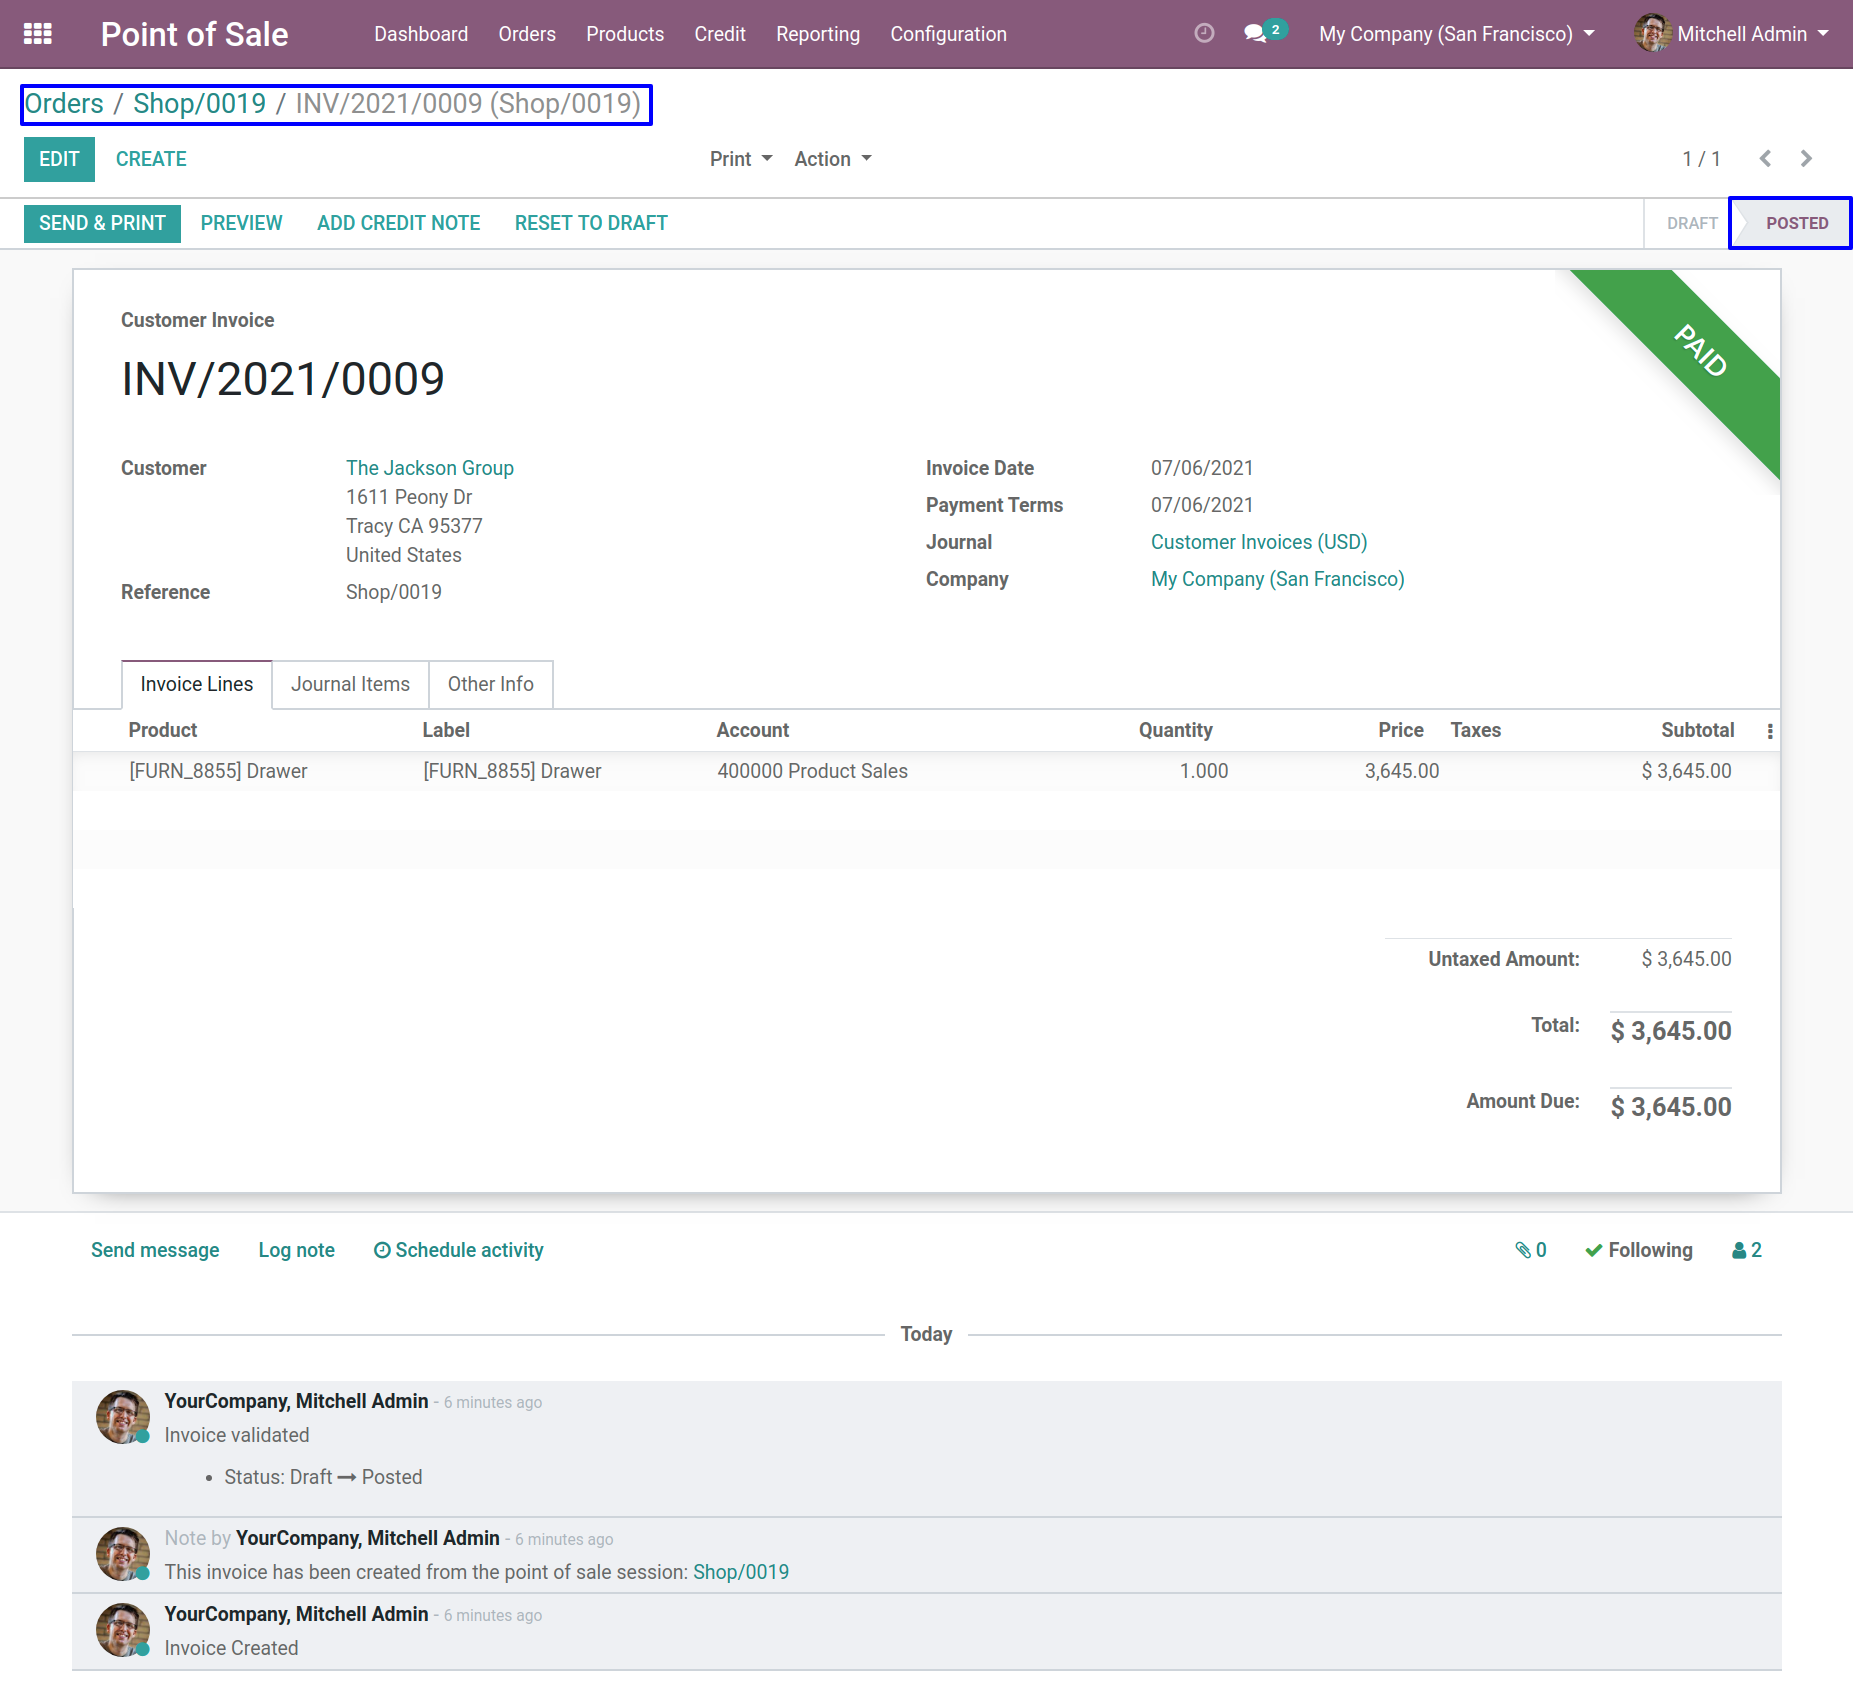 Point of Sale Dashboard Orders Products Credit Reporting Configuration 2 My Company (San Francisco) Mitchell Admin
Orders / Shop/0019 / INV/2021/0009 (Shop/0019)
EDIT CREATE Print Action 1 / 1
SEND & PRINT PREVIEW ADD CREDIT NOTE RESET TO DRAFT DRAFT POSTED
PAID
Customer Invoice
INV/2021/0009
Customer The Jackson Group Invoice Date 07/06/2021
1611 Peony Dr Payment Terms 07/06/2021
Tracy CA 95377 Journal Customer Invoices (USD)
United States Company My Company (San Francisco)
Reference Shop/0019
Invoice Lines Journal Items Other Info
Product Label Account Quantity Price Taxes Subtotal
[FURN_8855] Drawer [FURN_8855] Drawer 400000 Product Sales 1.000 3,645.00 $ 3,645.00
Untaxed Amount: $ 3,645.00
Total: $ 3,645.00
Amount Due: $ 3,645.00
Send message Log note Schedule activity 0 Following 2
Today
YourCompany, Mitchell Admin - 6 minutes ago
Invoice validated
• Status: Draft → Posted
Note by YourCompany, Mitchell Admin - 6 minutes ago
This invoice has been created from the point of sale session: Shop/0019
YourCompany, Mitchell Admin - 6 minutes ago
Invoice Created